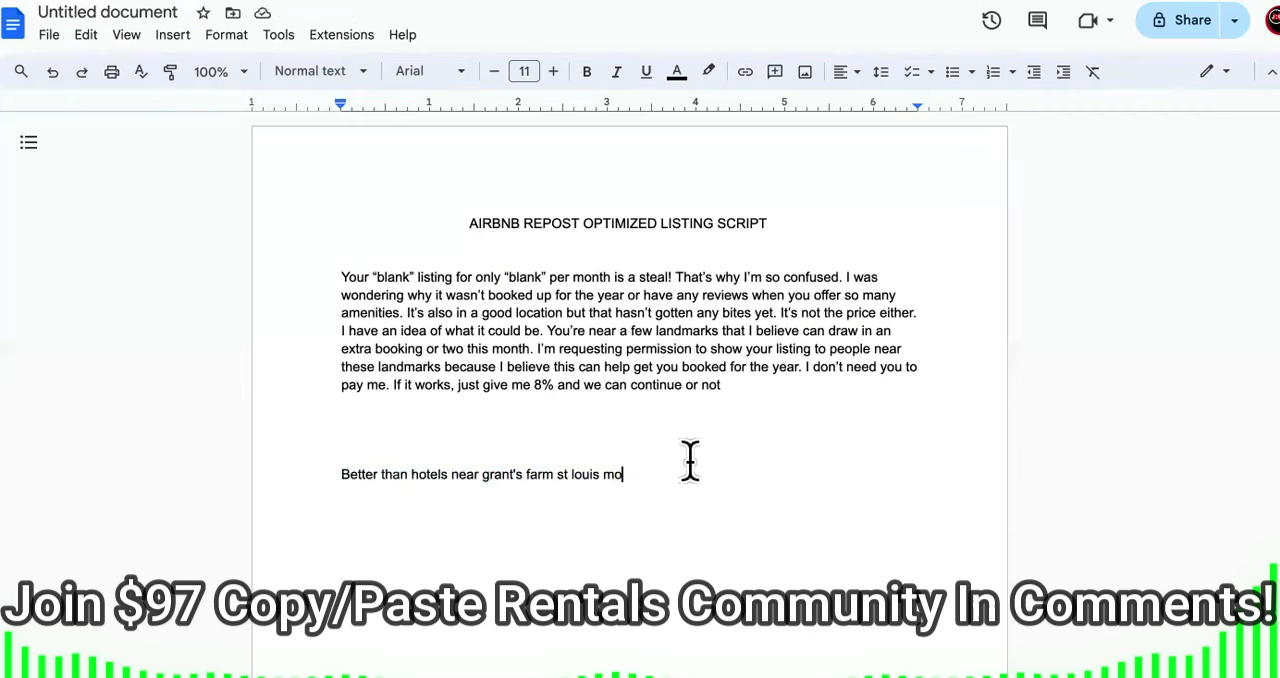 Untitled document
File Edit View Insert Format Tools Extensions Help
Share
100% Normal text Arial 11 B I U A
1 1 2 3 4 5 6 7
AIRBNB REPOST OPTIMIZED LISTING SCRIPT
Your “blank” listing for only “blank” per month is a steal! That’s why I’m so confused. I was
wondering why it wasn’t booked up for the year or have any reviews when you offer so many
amenities. It’s also in a good location but that hasn’t gotten any bites yet. It’s not the price either.
I have an idea of what it could be. You’re near a few landmarks that I believe can draw in an
extra booking or two this month. I’m requesting permission to show your listing to people near
these landmarks because I believe this can help get you booked for the year. I don’t need you to
pay me. If it works, just give me 8% and we can continue or not
Better than hotels near grant's farm st louis mo
Join $97 Copy/Paste Rentals Community In Comments!